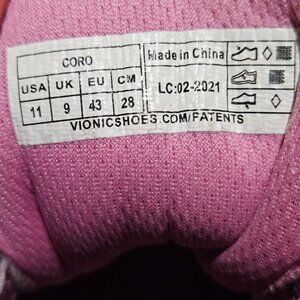 CORO
USA UK EU CM
11 9 43 28
Made in China
LC:02-2021
VIONICSHOES.COM/PATENTS